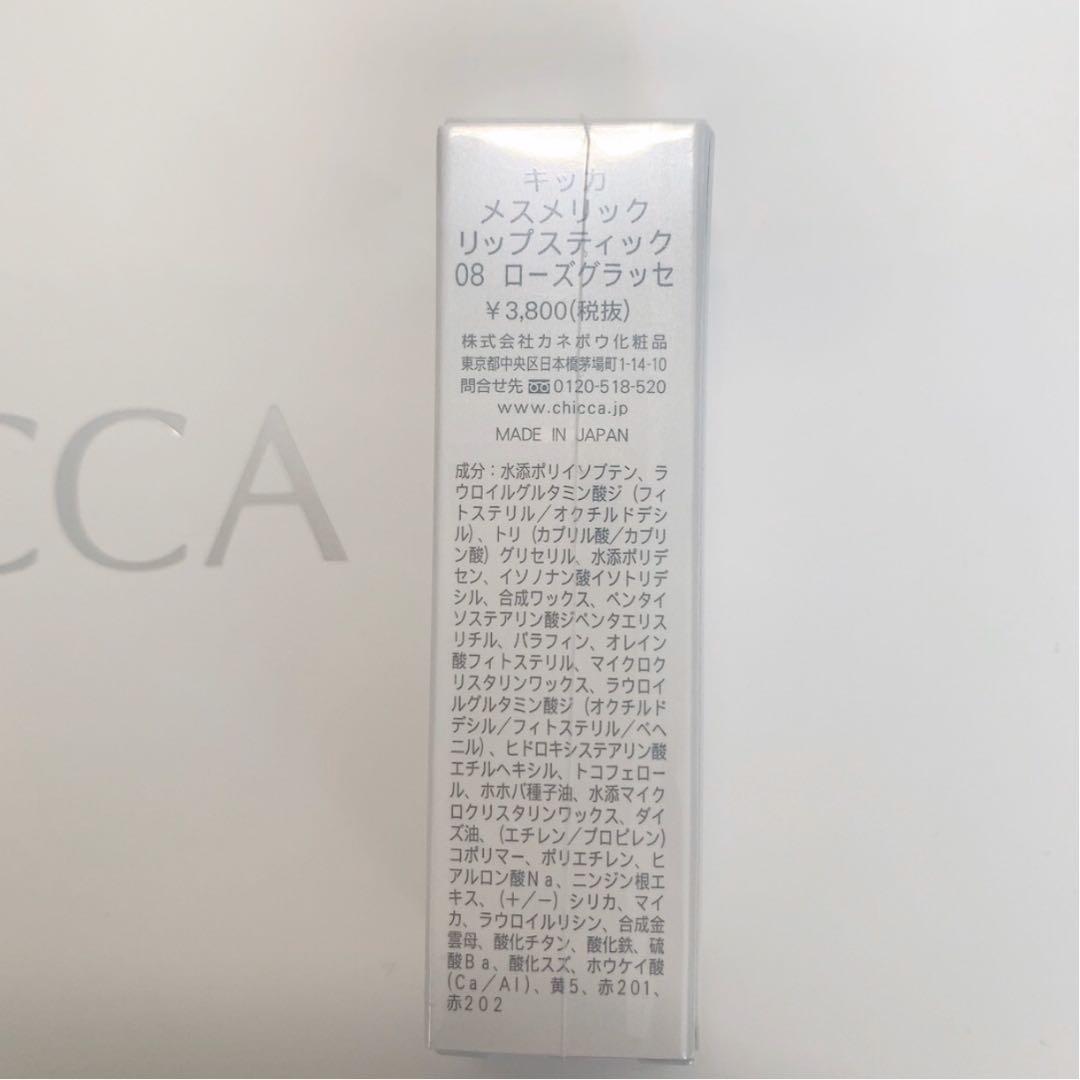 キッカ
メスメリック
リップスティック
08 ローズグラッセ
¥3,800(税抜)
株式会社カネボウ化粧品
東京都中央区日本橋茅場町1-14-10
問合せ先 0120-518-520
www.chicca.jp
MADE IN JAPAN
成分：水添ポリイソブテン、ラ
ウロイルグルタミン酸ジ（フィ
トステリル／オクチルドデシ
ル）、トリ（カプリル酸／カプリ
ン酸）グリセリル、水添ポリデ
セン、イソノナン酸イソトリデ
シル、合成ワックス、ペンタイ
ソステアリン酸ジペンタエリス
リチル、パラフィン、オレイン
酸フィトステリル、マイクロク
リスタリンワックス、ラウロイ
ルグルタミン酸ジ（オクチルド
デシル／フィトステリル／ベヘ
ニル）、ヒドロキシステアリン酸
エチルヘキシル、トコフェロー
ル、ホホバ種子油、水添マイク
ロクリスタリンワックス、ダイ
ズ油、（エチレン／プロピレン）
コポリマー、ポリエチレン、ヒ
アルロン酸Na、ニンジン根エ
キス、（＋／－）シリカ、マイ
カ、ラウロイルリシン、合成金
雲母、酸化チタン、酸化鉄、硫
酸Ba、酸化スズ、ホウケイ酸
（Ca／Al）、黄5、赤201、
赤202
CCA